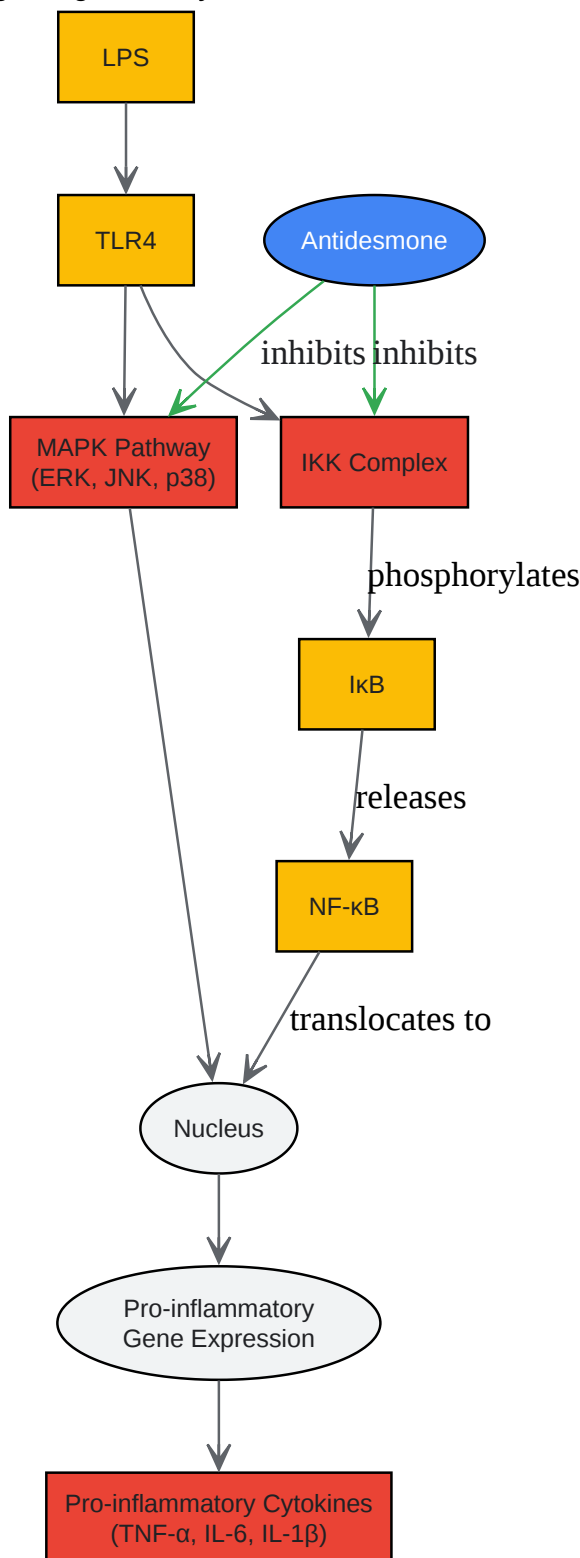 LPS
TLR4
Antidesmone
inhibits inhibits
MAPK Pathway
(ERK, JNK, p38)
IKK Complex
phosphorylates
IκB
releases
NF-κB
translocates to
Nucleus
Pro-inflammatory
Gene Expression
Pro-inflammatory Cytokines
(TNF-α, IL-6, IL-1β)